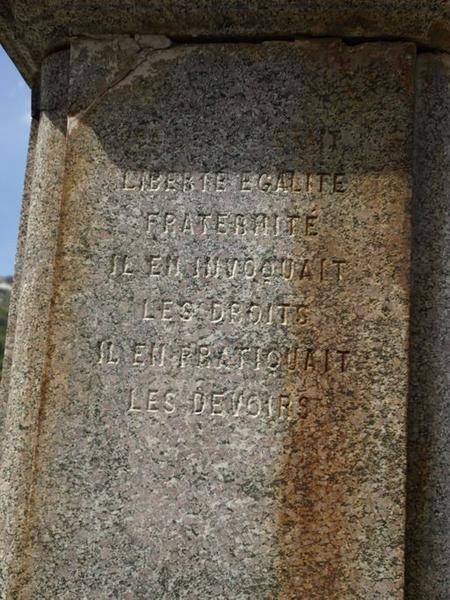 LIBERTE EGALITE
FRATERNITE
IL EN INVOQUAIT
LES DROITS
IL EN PRATIQUAIT
LES DEVOIRS